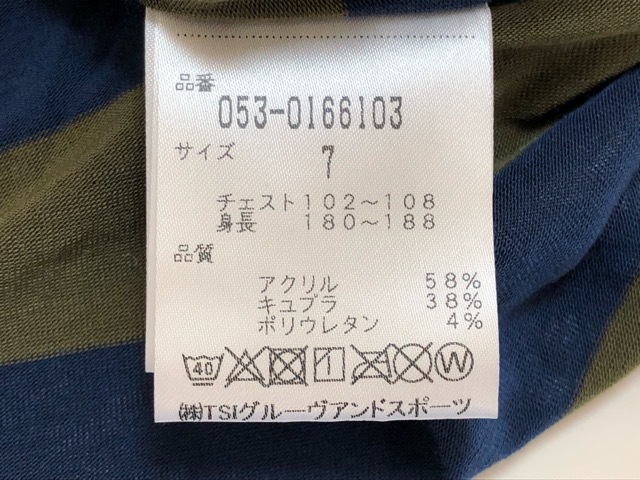 品番
053-0166103
サイズ 7
チェスト102～108
身長 180～188
品質
アクリル 58%
キュプラ 38%
ポリウレタン 4%
40 W
㈱TSIグルーヴアンドスポーツ